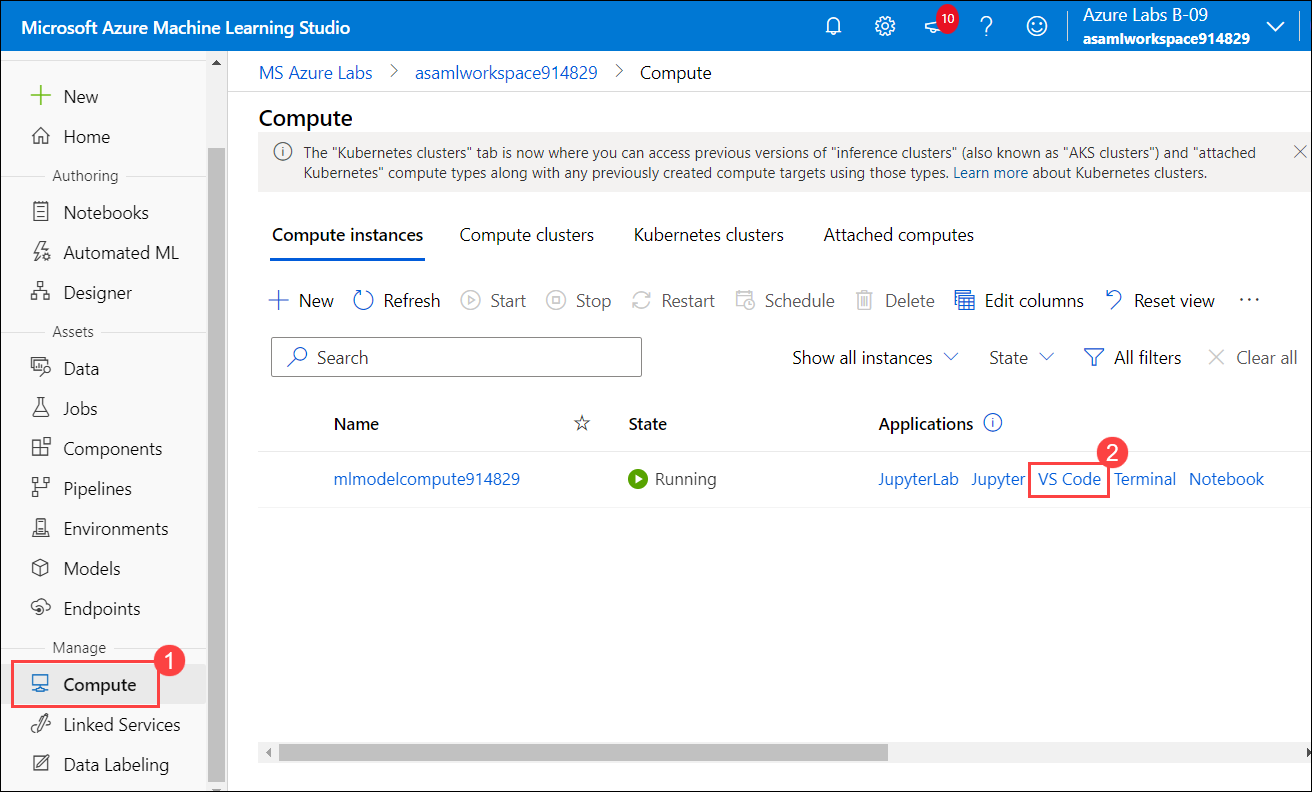 Microsoft Azure Machine Learning Studio
10
Azure Labs B-09
asamlworkspace914829
New
Home
Authoring
Notebooks
Automated ML
Designer
Assets
Data
Jobs
Components
Pipelines
Environments
Models
Endpoints
Manage
1
Compute
Linked Services
Data Labeling
MS Azure Labs > asamlworkspace914829 > Compute
Compute
The "Kubernetes clusters" tab is now where you can access previous versions of "inference clusters" (also known as "AKS clusters") and "attached
Kubernetes" compute types along with any previously created compute targets using those types. Learn more about Kubernetes clusters.
Compute instances Compute clusters Kubernetes clusters Attached computes
New Refresh Start Stop Restart Schedule Delete Edit columns Reset view ...
Search Show all instances State All filters Clear all
Name State Applications
2
mlmodelcompute914829 Running JupyterLab Jupyter VS Code Terminal Notebook